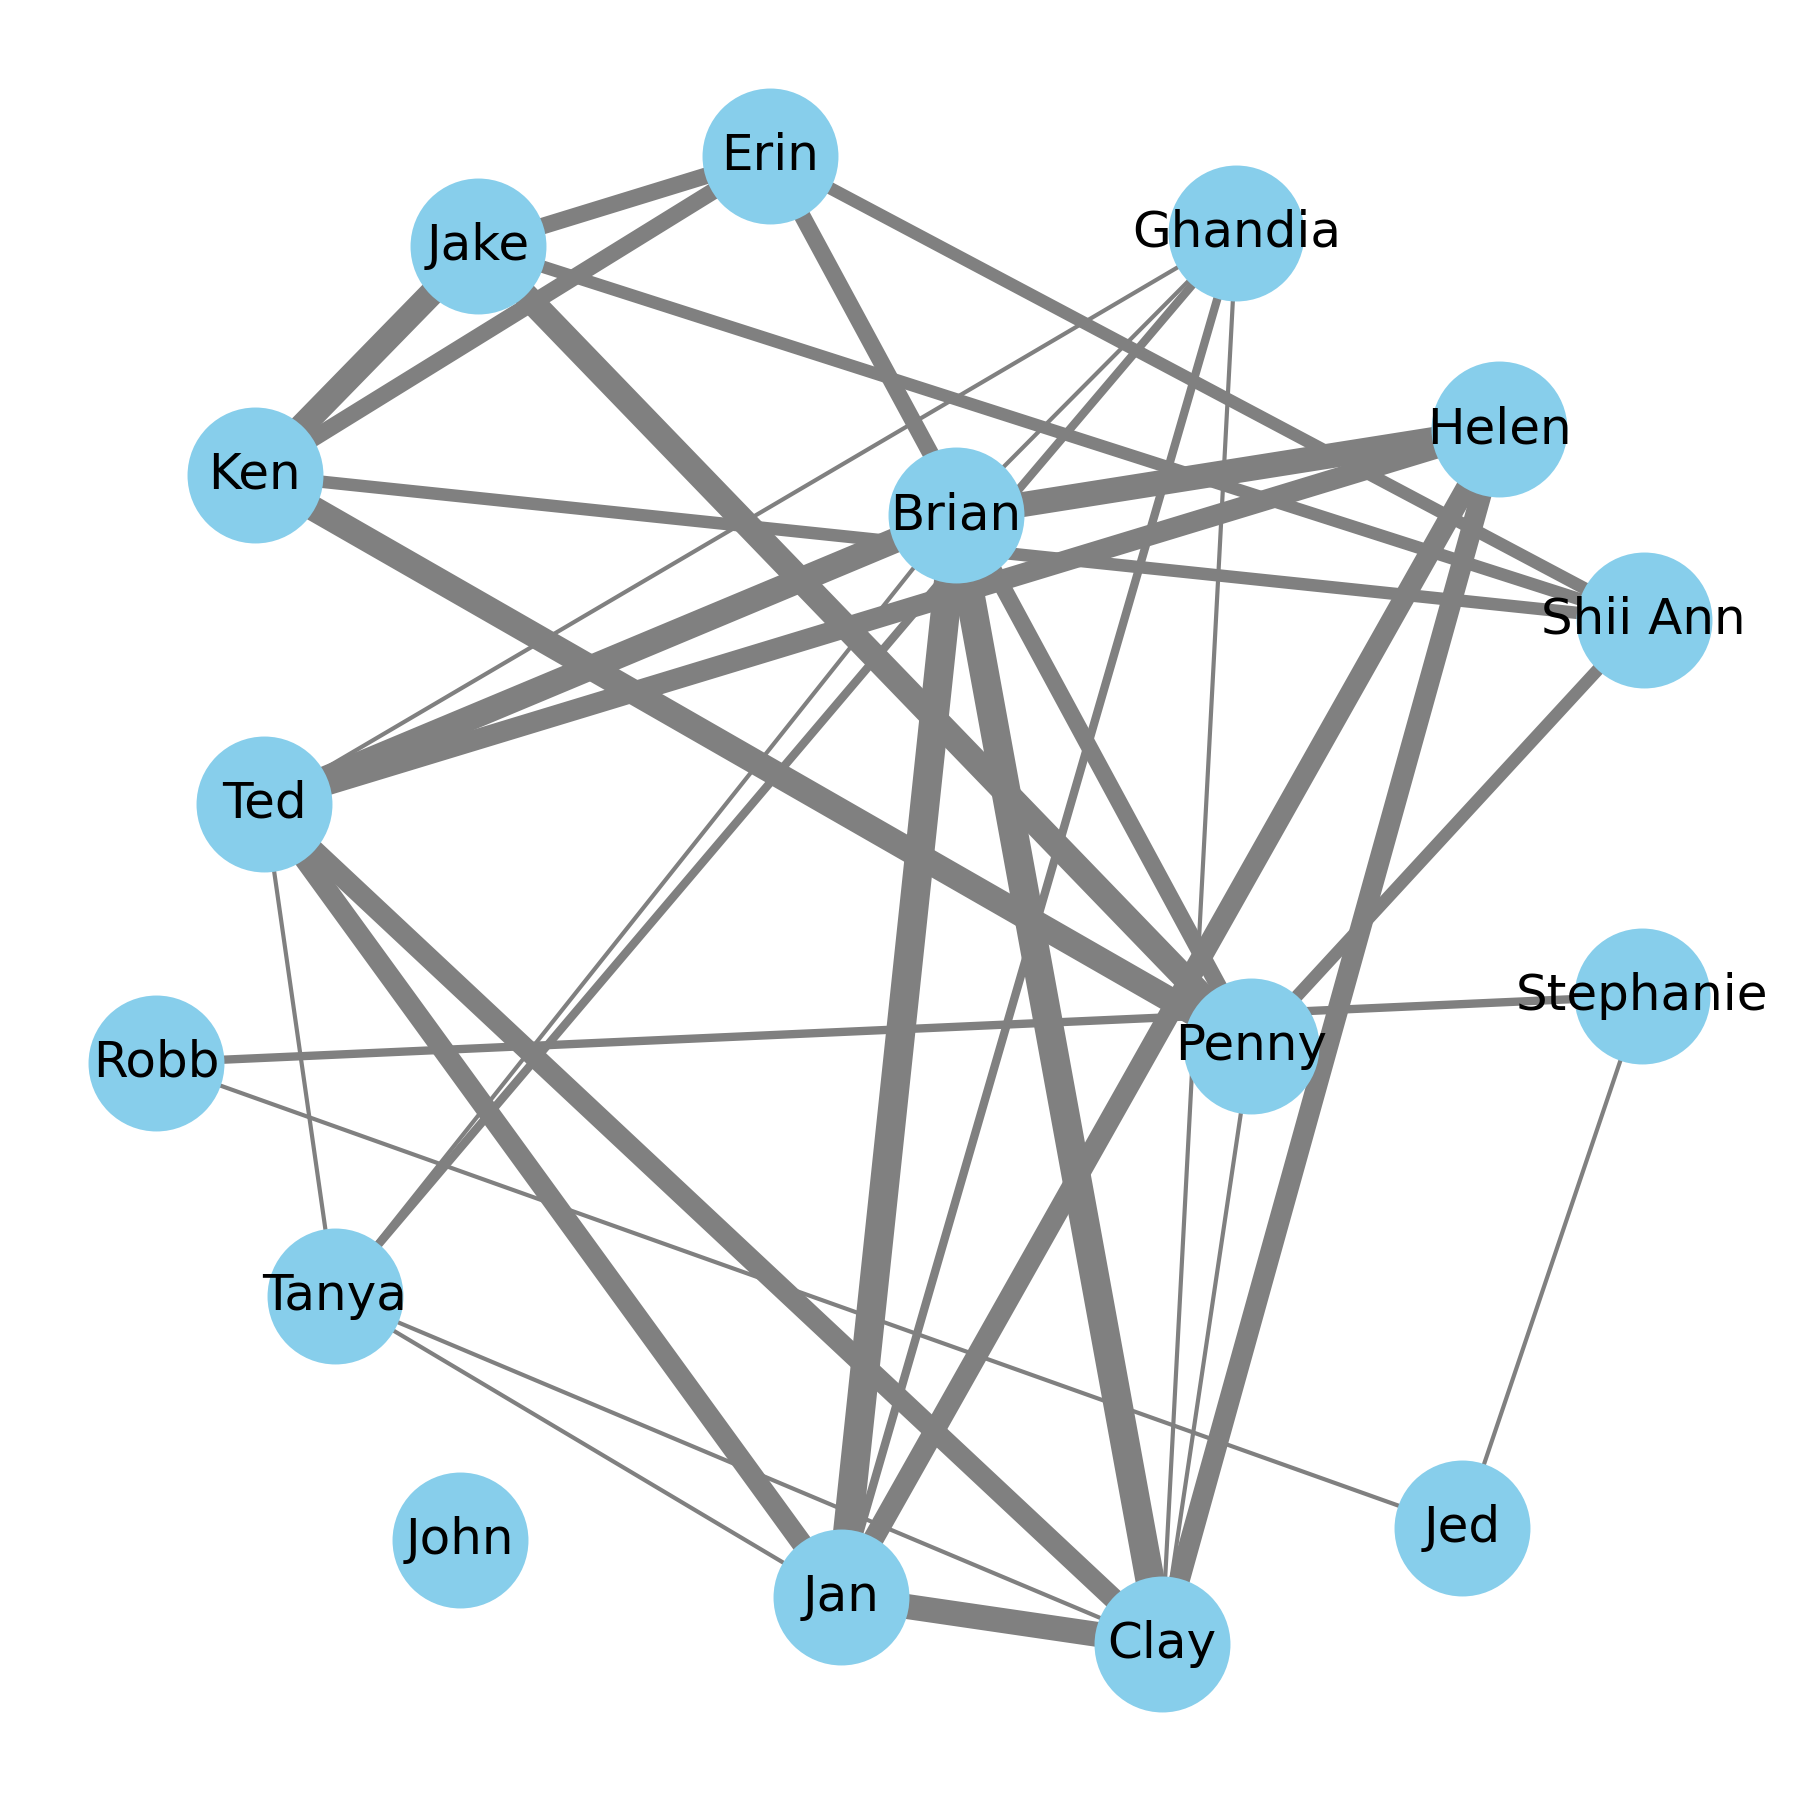 Erin
Ghandia
Jake
Helen
Ken
Brian
Shii Ann
Ted
Stephanie
Penny
Robb
Tanya
Jed
John
Jan
Clay